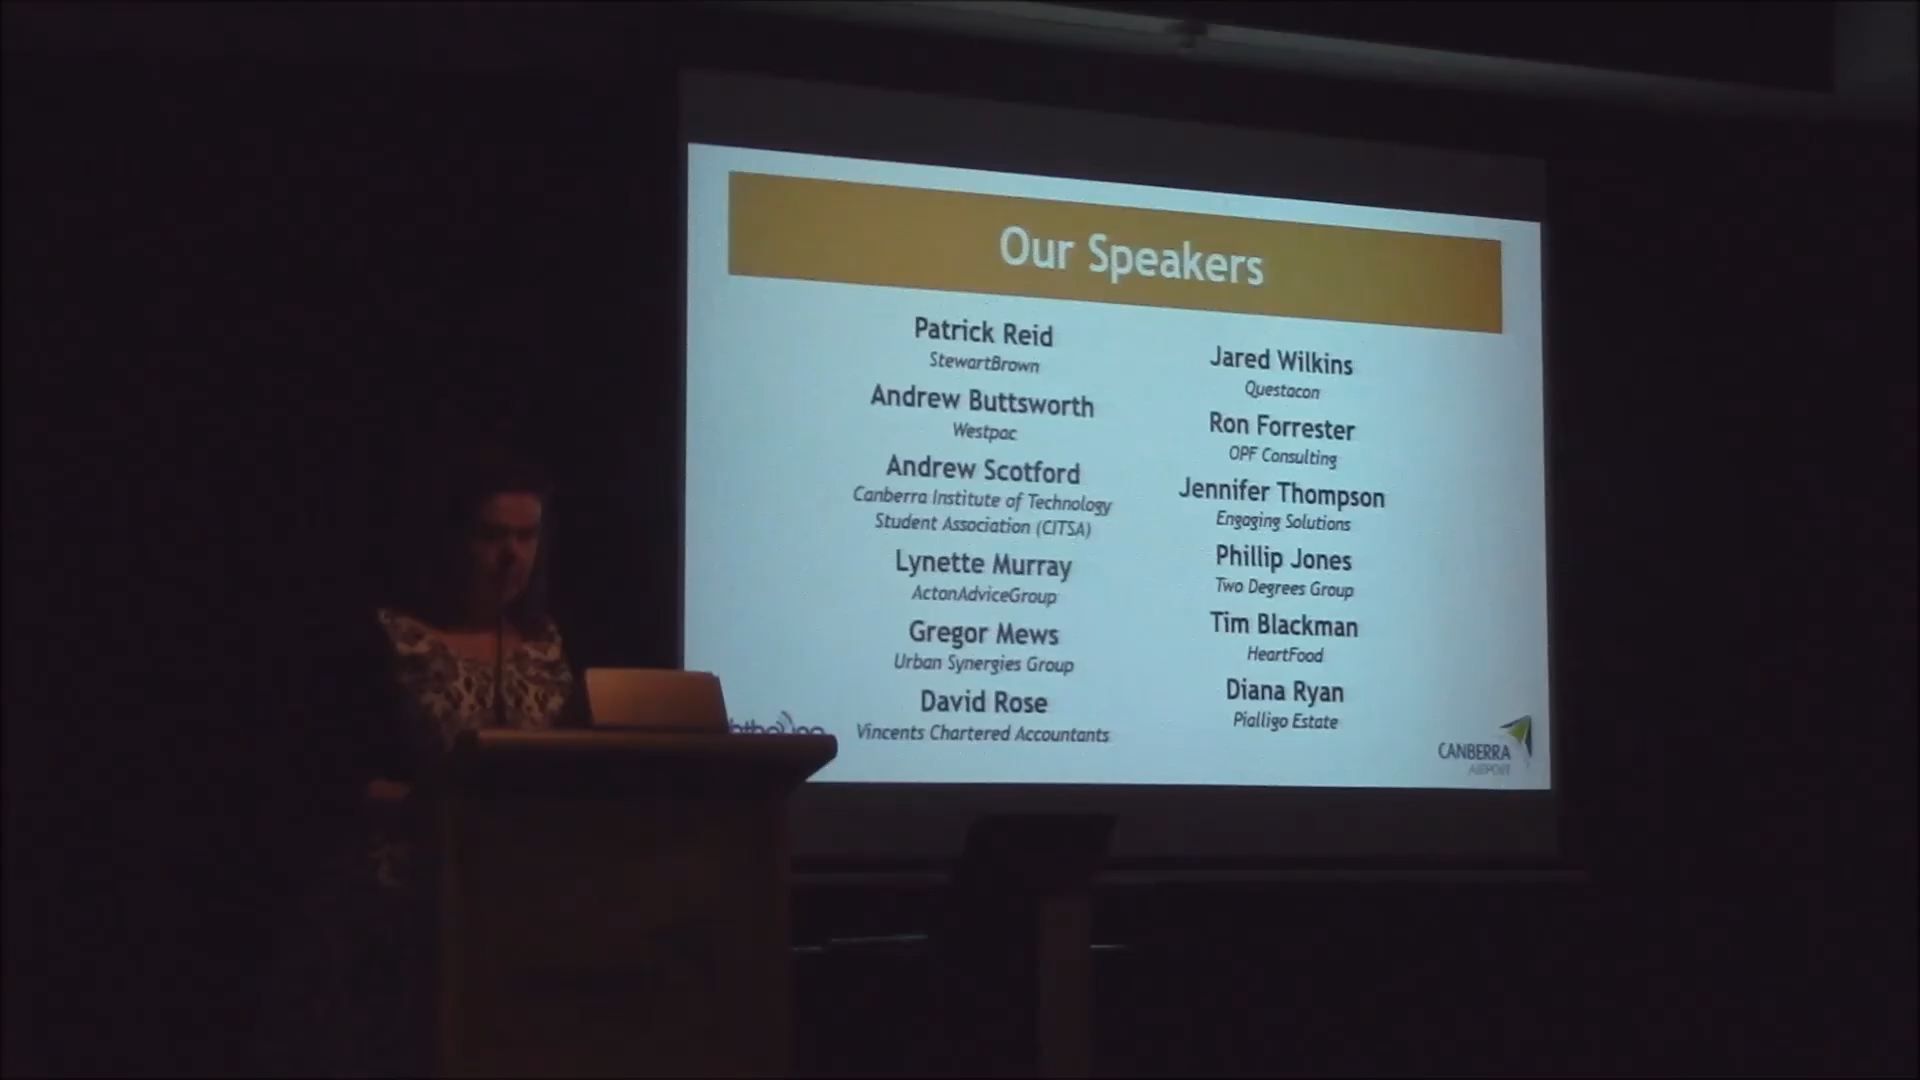 Our Speakers
Patrick Reid
StewartBrown
Andrew Buttsworth
Westpac
Andrew Scotford
Canberra Institute of Technology
Student Association (CITSA)
Lynette Murray
ActonAdviceGroup
Gregor Mews
Urban Synergies Group
David Rose
Vincents Chartered Accountants
Jared Wilkins
Questacon
Ron Forrester
OPF Consulting
Jennifer Thompson
Engaging Solutions
Phillip Jones
Two Degrees Group
Tim Blackman
HeartFood
Diana Ryan
Pialligo Estate
CANBERRA
AIRPORT